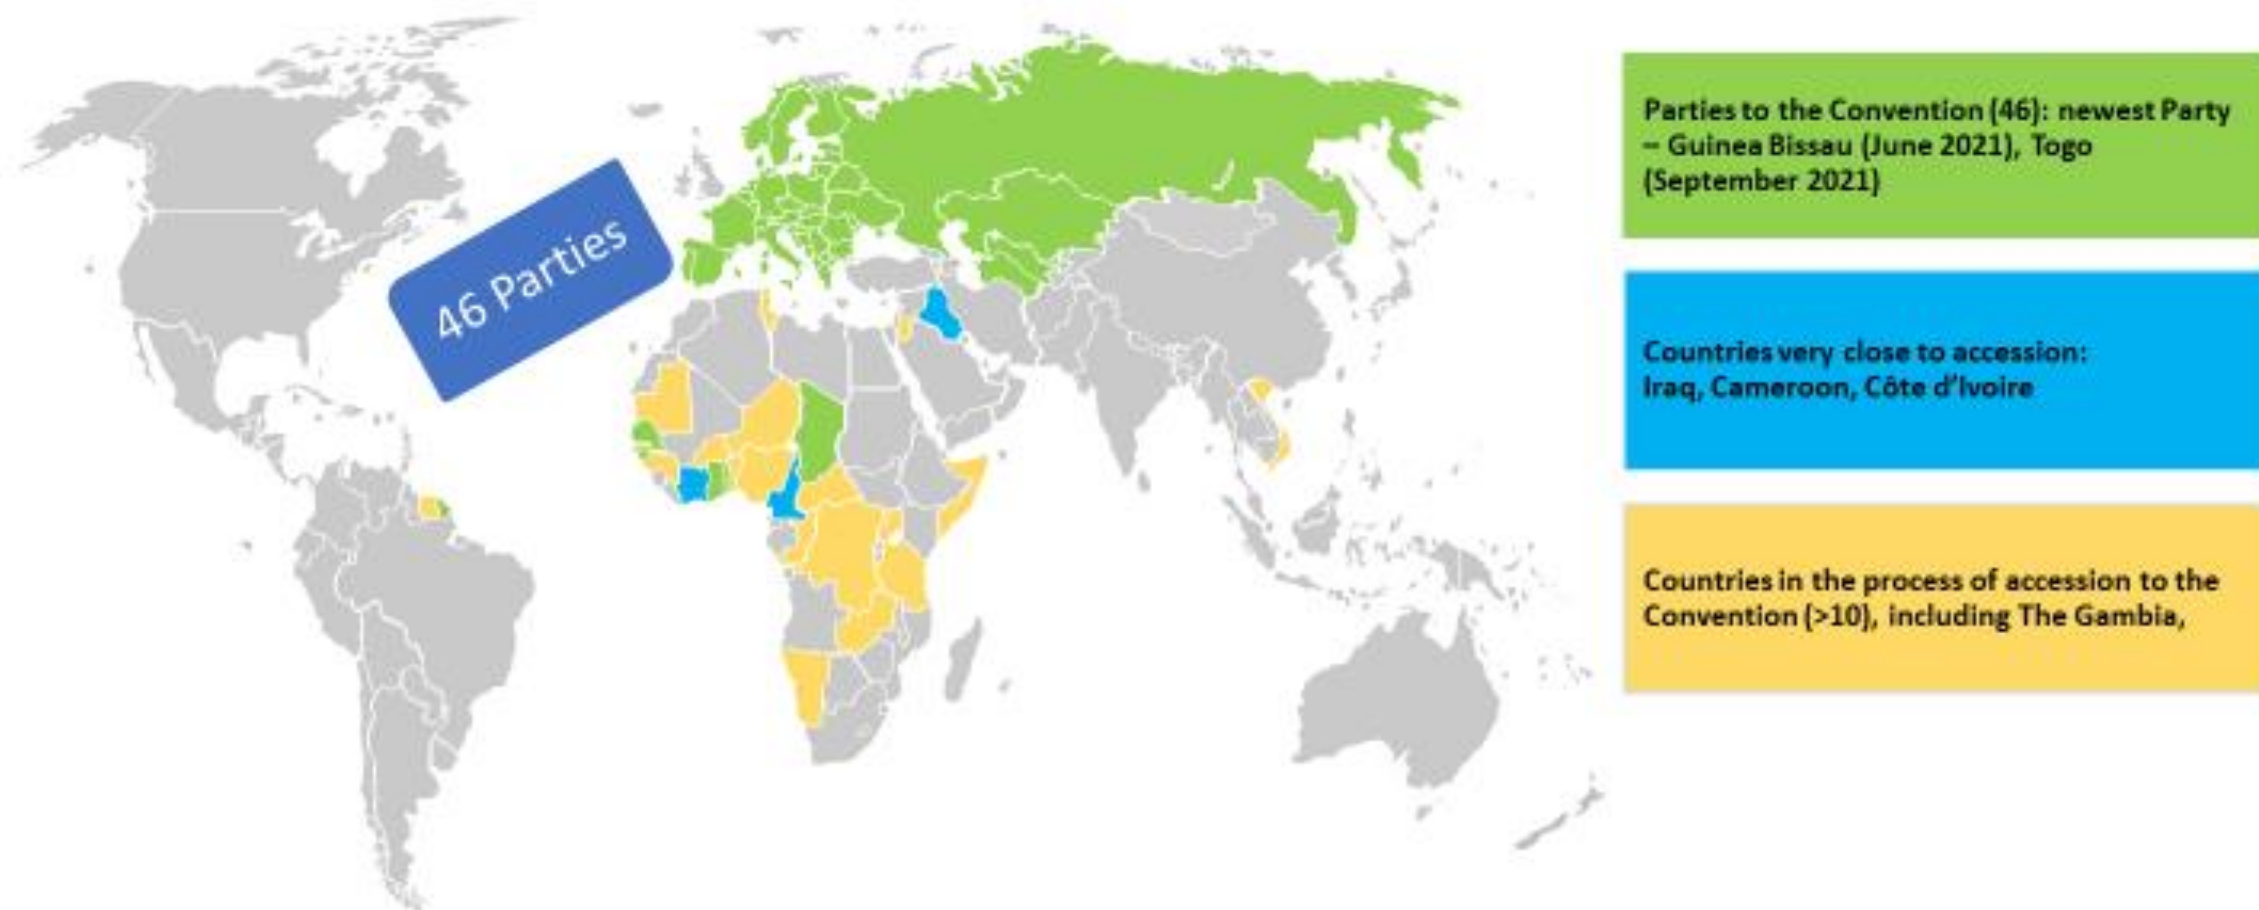 46 Parties
Parties to the Convention (46): newest Party
– Guinea Bissau (June 2021), Togo
(September 2021)
Countries very close to accession:
Iraq, Cameroon, Côte d’Ivoire
Countries in the process of accession to the
Convention (>10), including The Gambia,